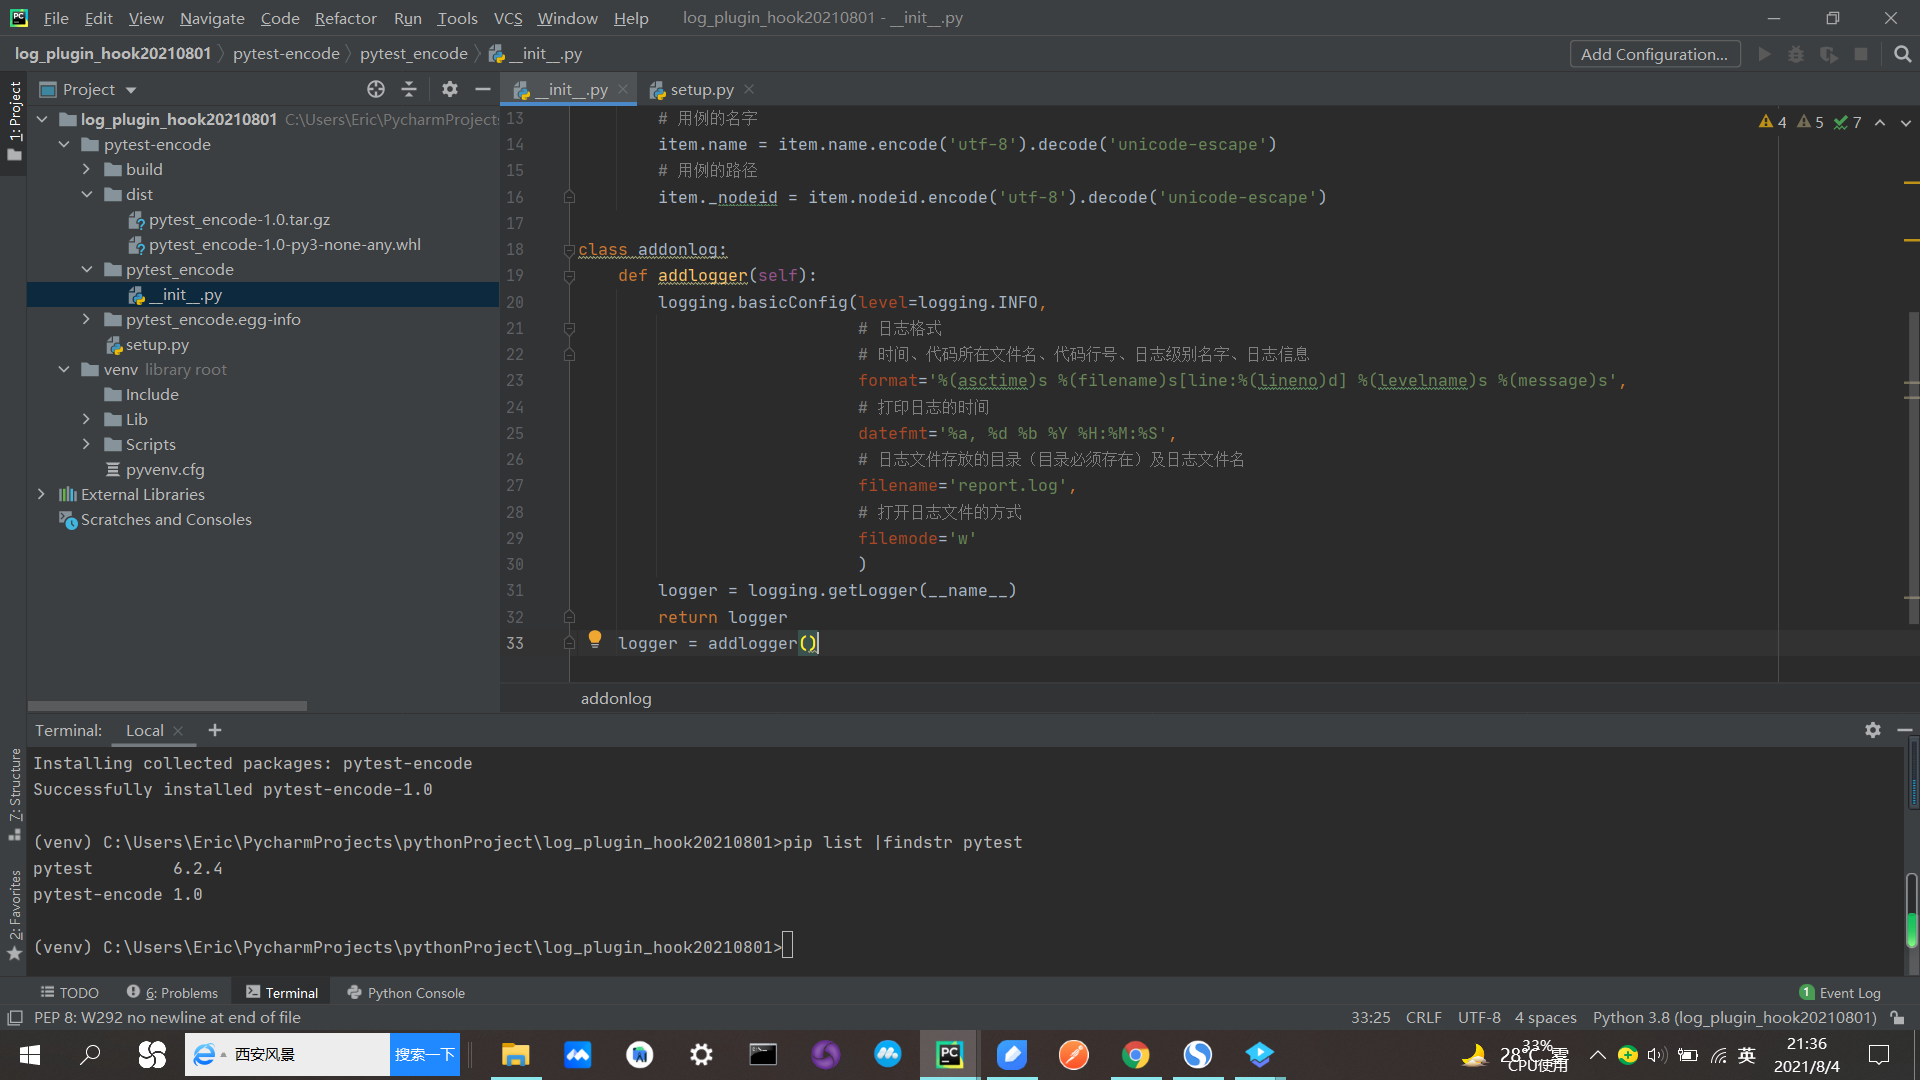 File Edit View Navigate Code Refactor Run Tools VCS Window Help log_plugin_hook20210801 - __init__.py
log_plugin_hook20210801 pytest-encode pytest_encode __init__.py Add Configuration...
1: Project
Project
__init__.py setup.py
log_plugin_hook20210801 C:\Users\Eric\PycharmProjects
pytest-encode
build
dist
pytest_encode-1.0.tar.gz
pytest_encode-1.0-py3-none-any.whl
pytest_encode
__init__.py
pytest_encode.egg-info
setup.py
venv library root
Include
Lib
Scripts
pyvenv.cfg
External Libraries
Scratches and Consoles
4 5 7
13 # 用例的名字
14 item.name = item.name.encode('utf-8').decode('unicode-escape')
15 # 用例的路径
16 item._nodeid = item.nodeid.encode('utf-8').decode('unicode-escape')
17
18 class addonlog:
19 def addlogger(self):
20 logging.basicConfig(level=logging.INFO,
21 # 日志格式
22 # 时间、代码所在文件名、代码行号、日志级别名字、日志信息
23 format='%(asctime)s %(filename)s[line:%(lineno)d] %(levelname)s %(message)s',
24 # 打印日志的时间
25 datefmt='%a, %d %b %Y %H:%M:%S',
26 # 日志文件存放的目录（目录必须存在）及日志文件名
27 filename='report.log',
28 # 打开日志文件的方式
29 filemode='w'
30 )
31 logger = logging.getLogger(__name__)
32 return logger
33 logger = addlogger()
addonlog
Terminal: Local
Installing collected packages: pytest-encode
Successfully installed pytest-encode-1.0
(venv) C:\Users\Eric\PycharmProjects\pythonProject\log_plugin_hook20210801>pip list |findstr pytest
pytest 6.2.4
pytest-encode 1.0
(venv) C:\Users\Eric\PycharmProjects\pythonProject\log_plugin_hook20210801>
7: Structure
2: Favorites
TODO 6: Problems Terminal Python Console 1 Event Log
PEP 8: W292 no newline at end of file 33:25 CRLF UTF-8 4 spaces Python 3.8 (log_plugin_hook20210801)
西安风景 搜索一下
28°C 雾
33%
CPU使用
英
21:36
2021/8/4